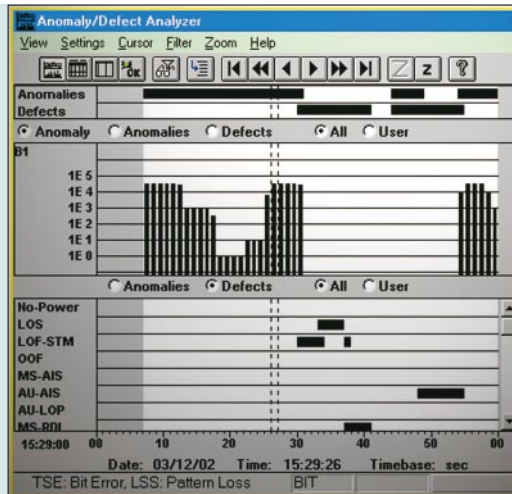 Anomaly/Defect Analyzer
View Settings Cursor Filter Zoom Help
OK Z z ?
Anomalies
Defects
Anomaly Anomalies Defects All User
B1
1E 5
1E 4
1E 3
1E 2
1E 1
1E 0
Anomalies Defects All User
No-Power
LOS
LOF-STM
OOF
MS-AIS
AU-AIS
AU-LOP
MS-RDI
15:29:00 00 10 20 30 40 50 00
Date: 03/12/02 Time: 15:29:26 Timebase: sec
TSE: Bit Error, LSS: Pattern Loss BIT